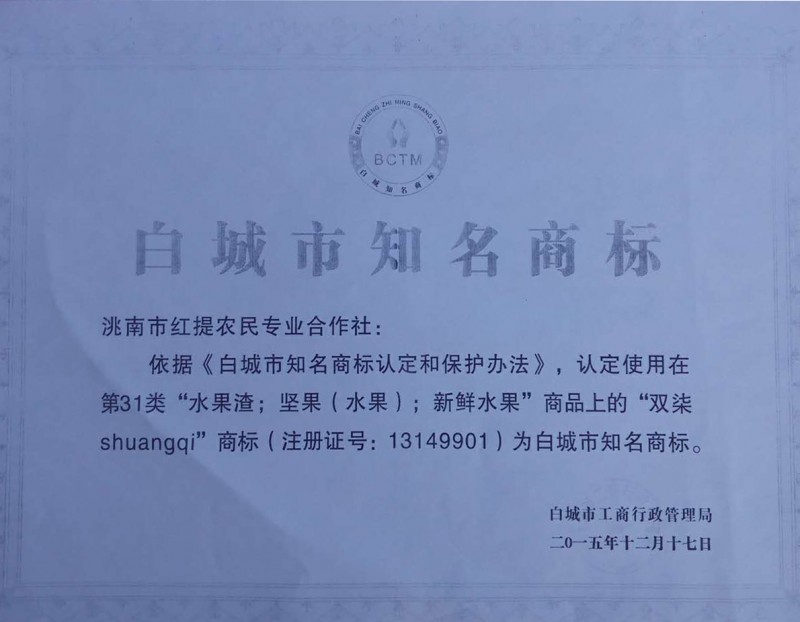 BAI CHENG ZHI MING SHANG BIAO
BCTM
白城知名商标
白城市知名商标
洮南市红提农民专业合作社：
依据《白城市知名商标认定和保护办法》，认定使用在
第31类“水果渣；坚果（水果）；新鲜水果”商品上的“双柒
shuangqi”商标（注册证号：13149901）为白城市知名商标。
白城市工商行政管理局
二0一五年十二月十七日